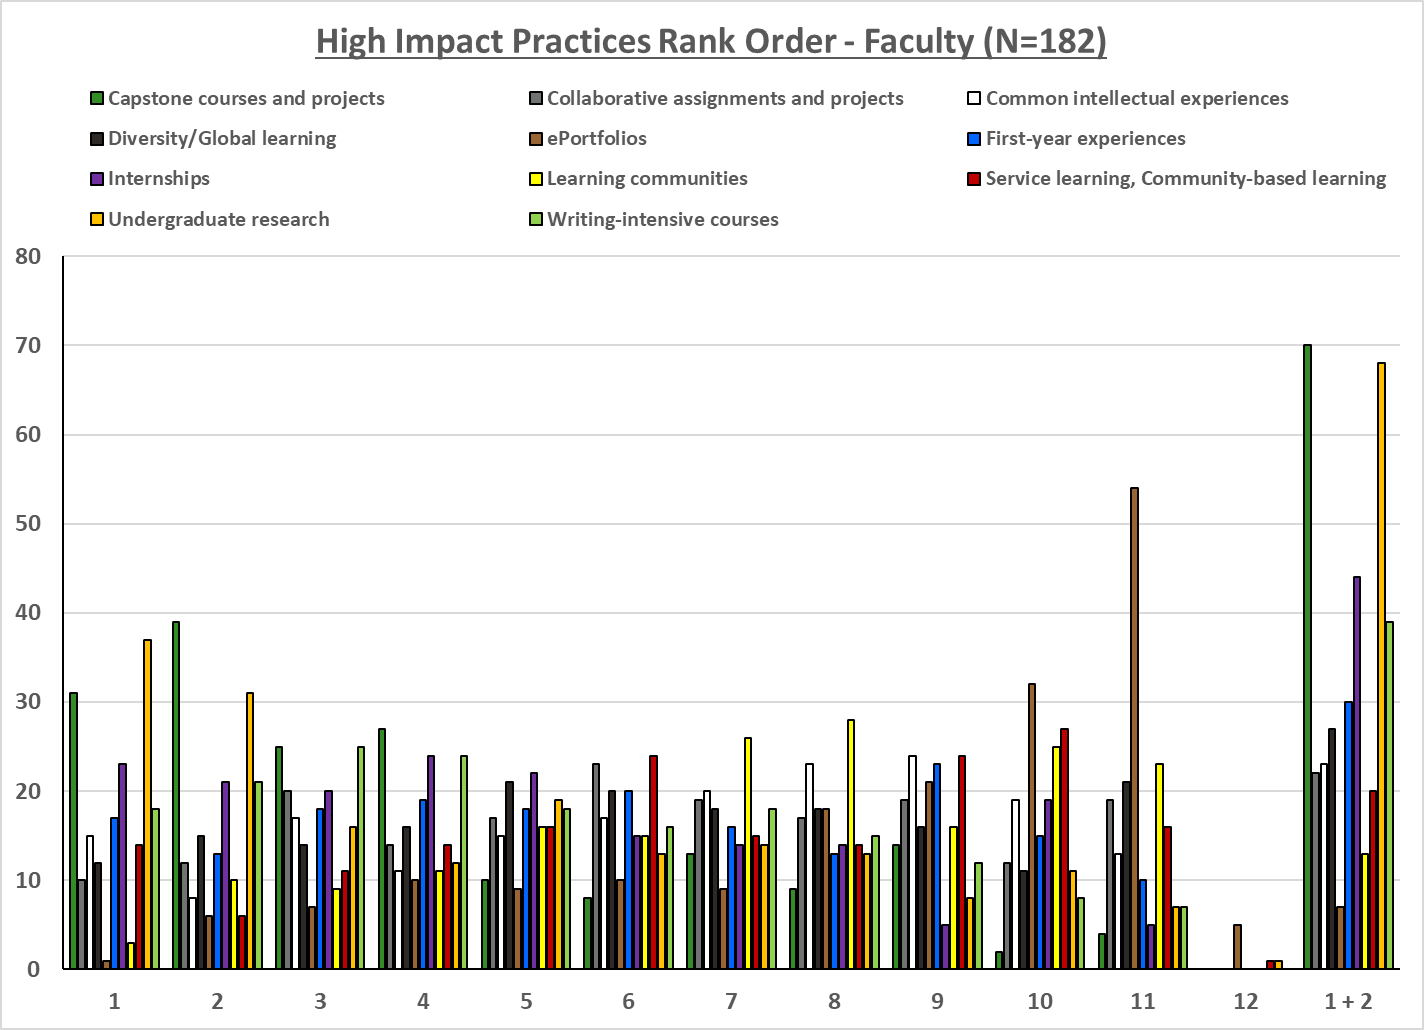 High Impact Practices Rank Order - Faculty (N=182)
Capstone courses and projects
Collaborative assignments and projects
Common intellectual experiences
Diversity/Global learning
ePortfolios
First-year experiences
Internships
Learning communities
Service learning, Community-based learning
Undergraduate research
Writing-intensive courses
80
70
60
50
40
30
20
10
0
1 2 3 4 5 6 7 8 9 10 11 12 1 + 2